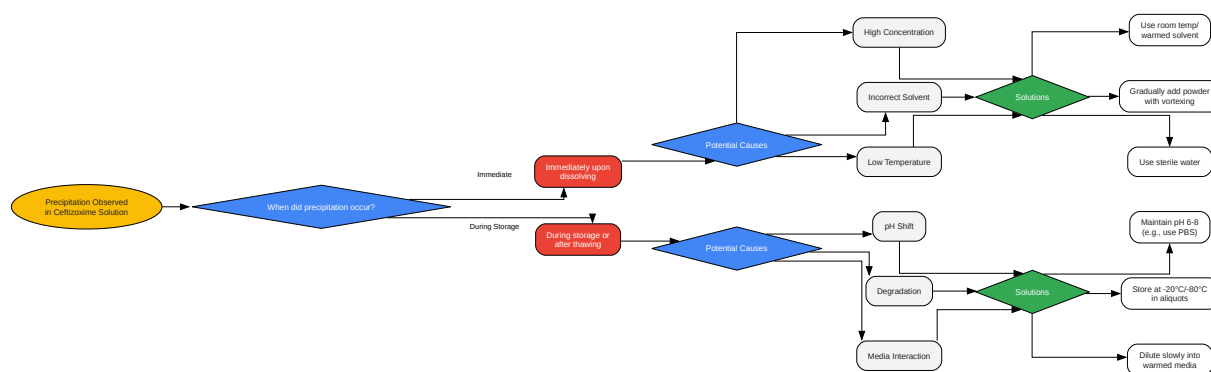 Precipitation Observed
in Ceftizoxime Solution
When did precipitation occur?
Immediate
During Storage
Immediately upon
dissolving
During storage or
after thawing
Potential Causes
High Concentration
Incorrect Solvent
Low Temperature
Solutions
Use room temp/
warmed solvent
Gradually add powder
with vortexing
Use sterile water
Potential Causes
pH Shift
Degradation
Media Interaction
Solutions
Maintain pH 6-8
(e.g., use PBS)
Store at -20°C/-80°C
in aliquots
Dilute slowly into
warmed media